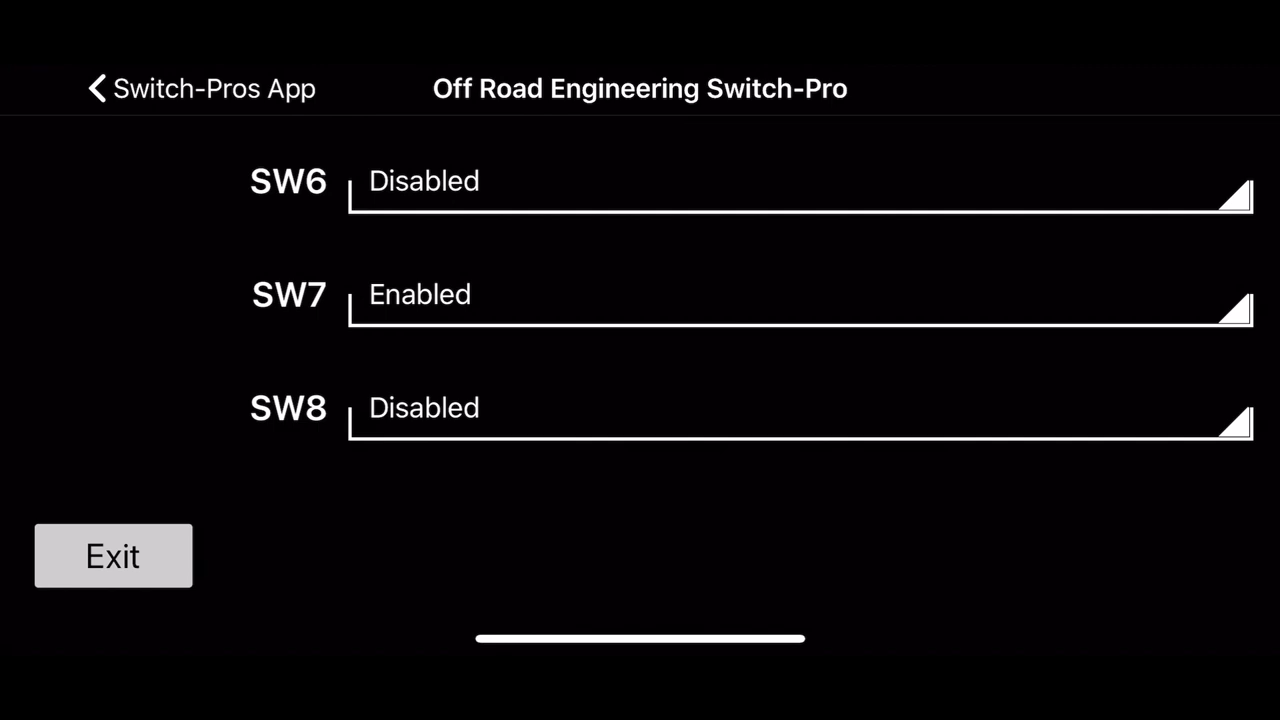 Switch-Pros App
Off Road Engineering Switch-Pro
SW6 Disabled
SW7 Enabled
SW8 Disabled
Exit